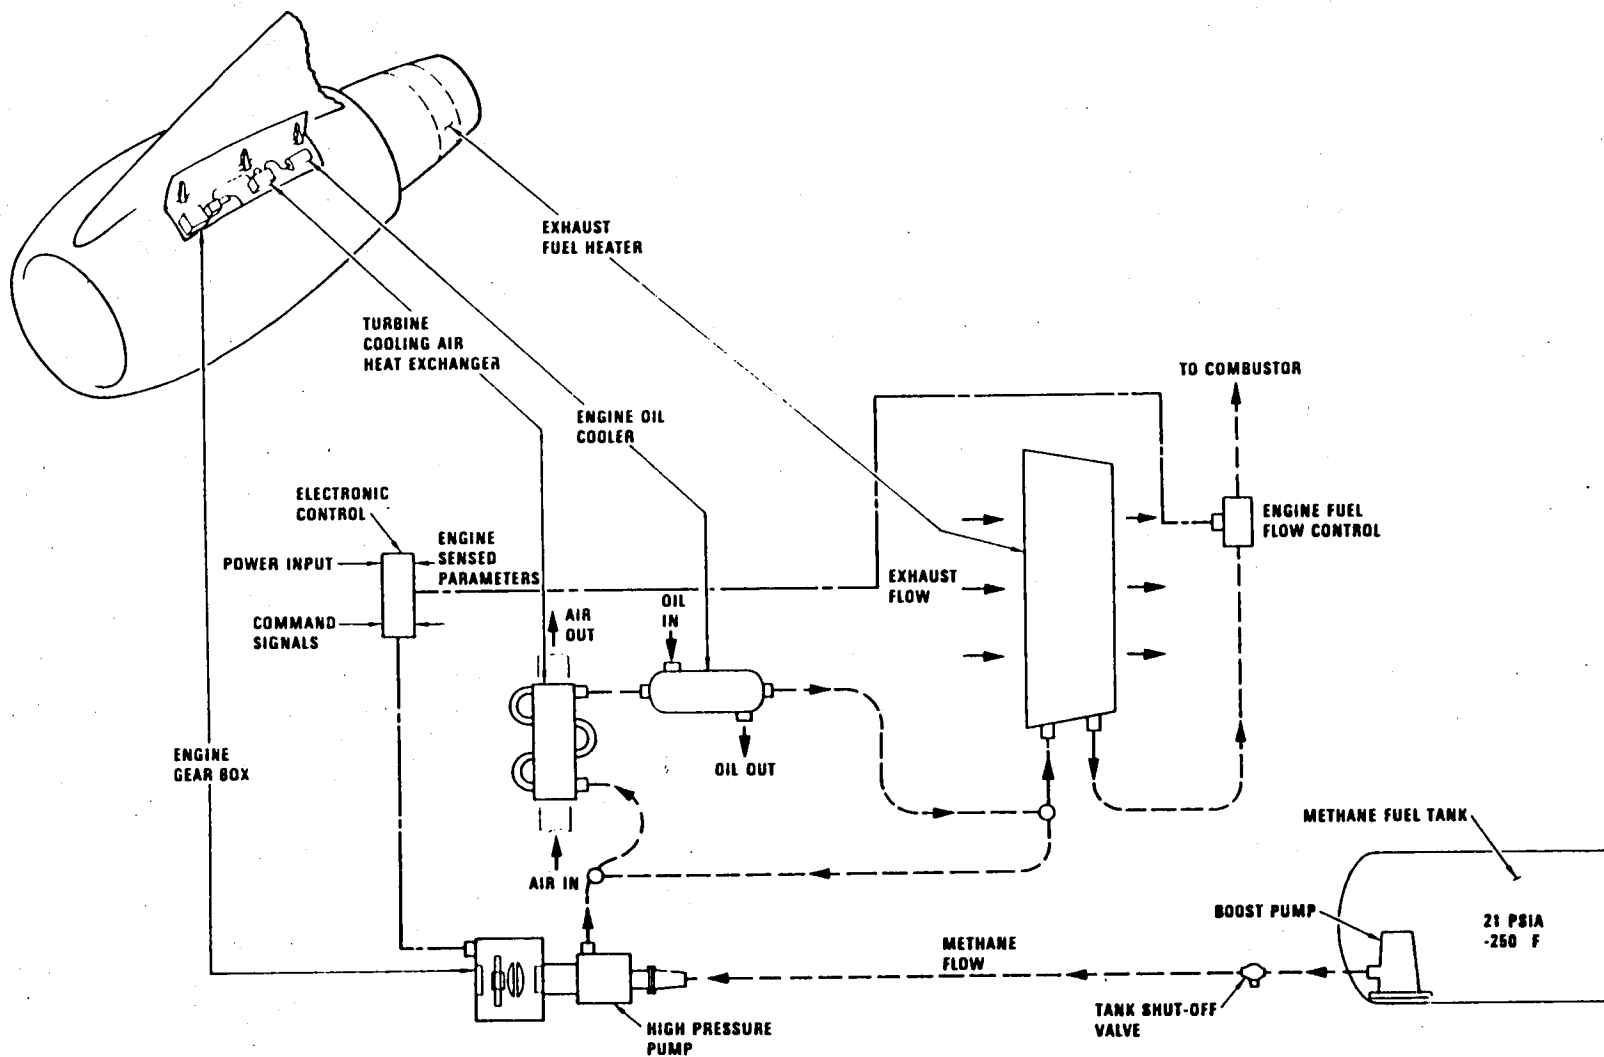 EXHAUST
FUEL HEATER
TURBINE
COOLING AIR
HEAT EXCHANGER
TO COMBUSTOR
ENGINE OIL
COOLER
ELECTRONIC
CONTROL
ENGINE FUEL
FLOW CONTROL
ENGINE
SENSED
PARAMETERS
POWER INPUT
EXHAUST
FLOW
COMMAND
SIGNALS
AIR
OUT
OIL
IN
ENGINE
GEAR BOX
OIL OUT
METHANE FUEL TANK
AIR IN
BOOST PUMP
21 PSIA
-250 F
METHANE
FLOW
TANK SHUT-OFF
VALVE
HIGH PRESSURE
PUMP